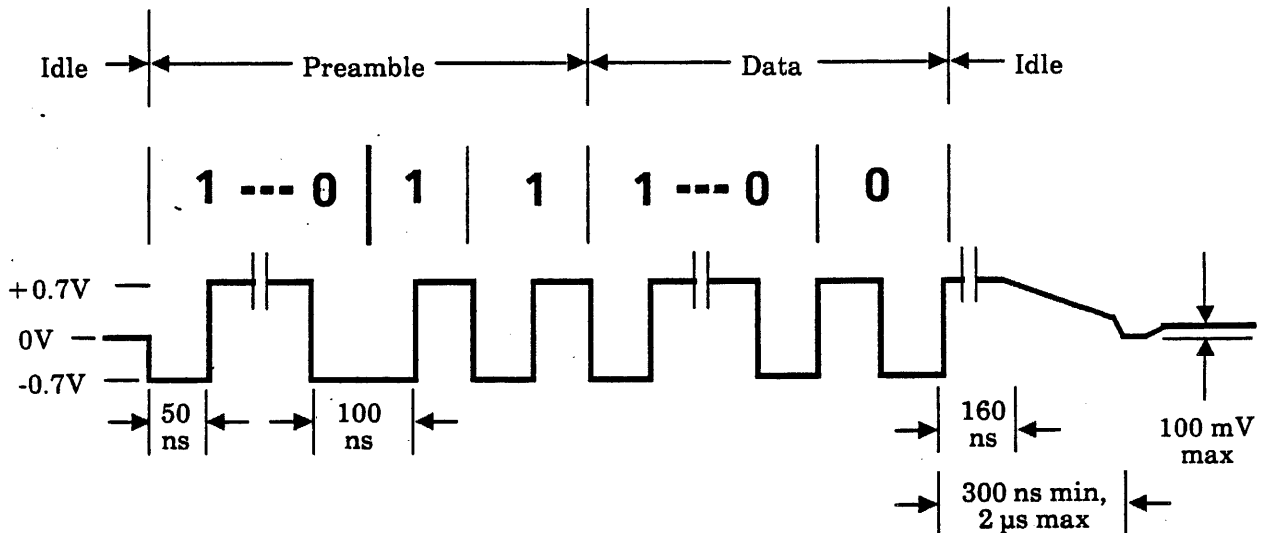 Idle Preamble Data Idle
1 --- 0 1 1 1 --- 0 0
+0.7V
0V
-0.7V
50
ns
100
ns
160
ns
100 mV
max
300 ns min,
2 µs max